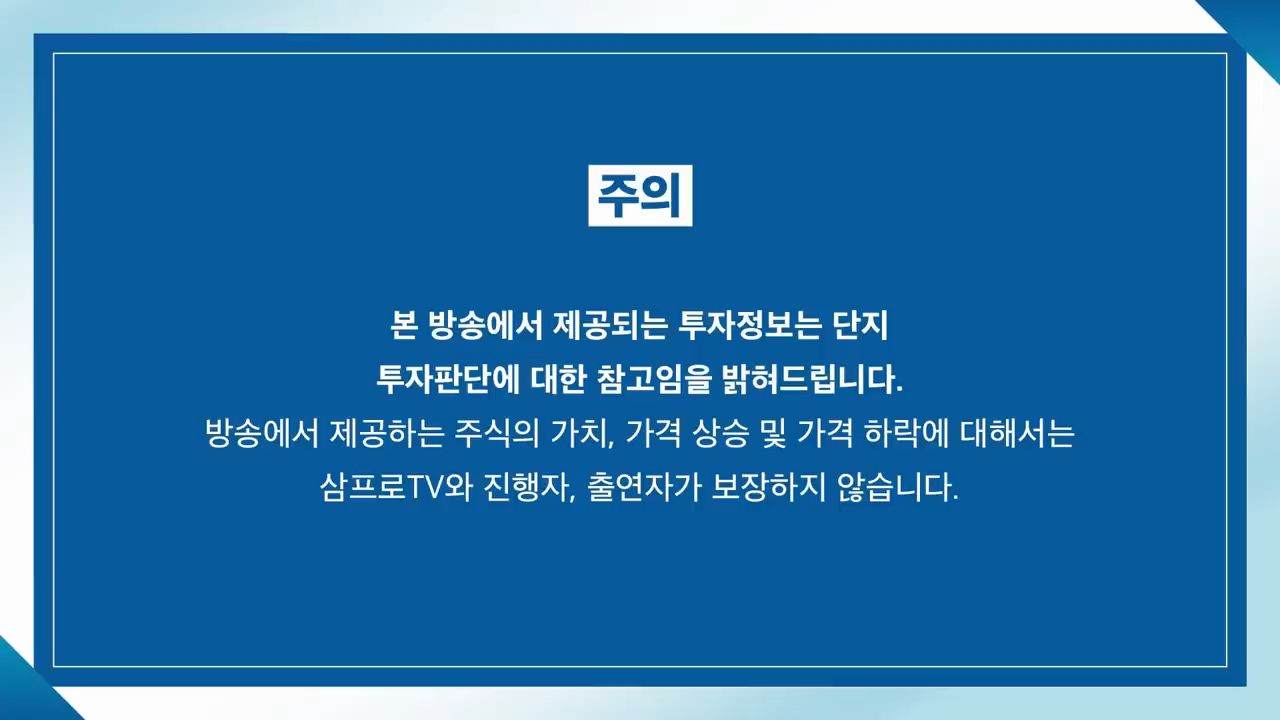 주의
본 방송에서 제공되는 투자정보는 단지
투자판단에 대한 참고임을 밝혀드립니다.
방송에서 제공하는 주식의 가치, 가격 상승 및 가격 하락에 대해서는
삼프로TV와 진행자, 출연자가 보장하지 않습니다.